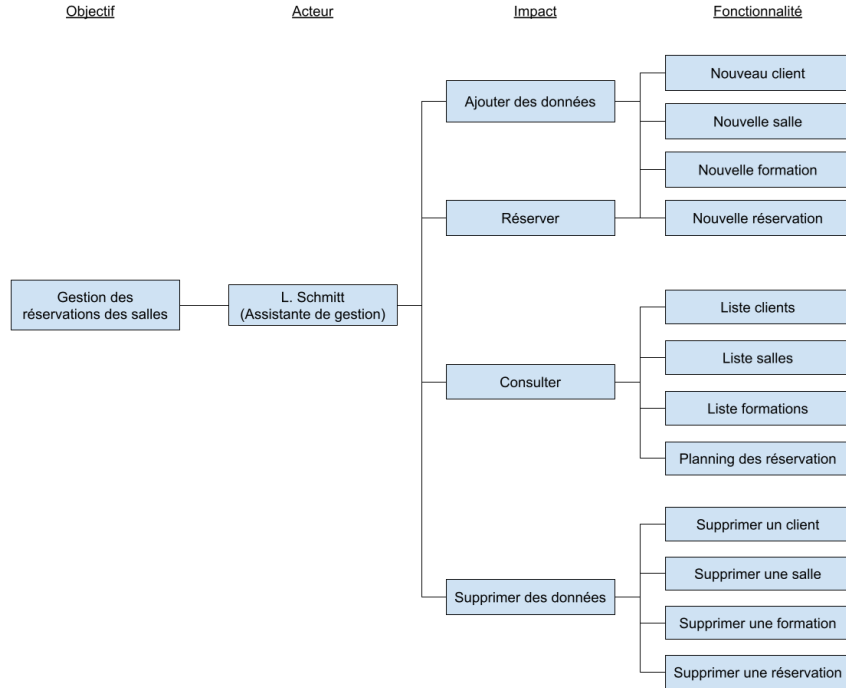 Objectif
Acteur
Impact
Fonctionnalité
Gestion des
réservations des salles
L. Schmitt
(Assistante de gestion)
Ajouter des données
Réserver
Consulter
Supprimer des données
Nouveau client
Nouvelle salle
Nouvelle formation
Nouvelle réservation
Liste clients
Liste salles
Liste formations
Planning des réservation
Supprimer un client
Supprimer une salle
Supprimer une formation
Supprimer une réservation